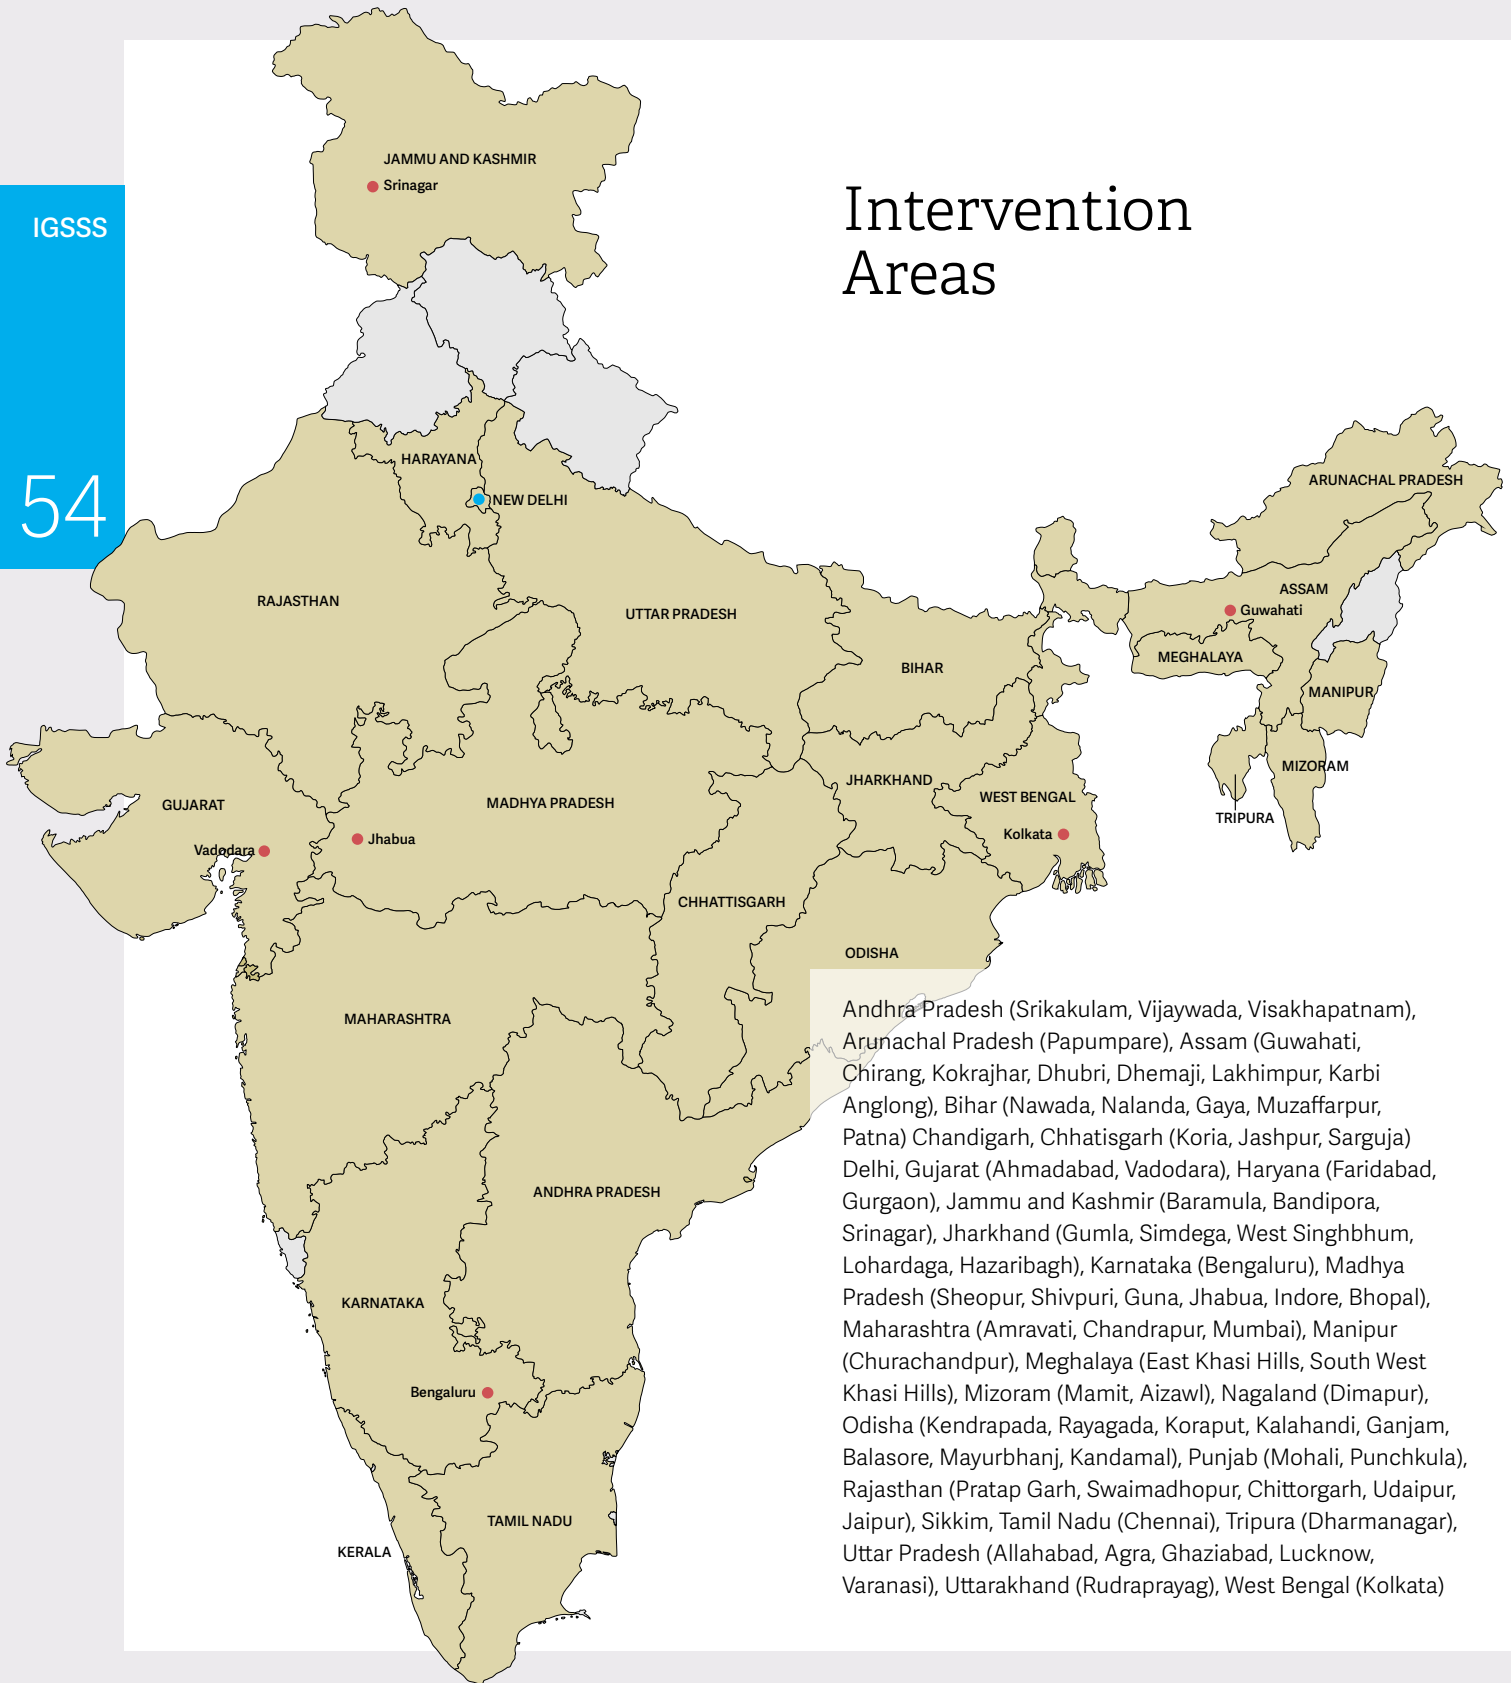 IGSSS
54
Intervention
Areas
JAMMU AND KASHMIR
Srinagar
HARAYANA
NEW DELHI
ARUNACHAL PRADESH
RAJASTHAN
UTTAR PRADESH
ASSAM
Guwahati
BIHAR
MEGHALAYA
MANIPUR
MIZORAM
TRIPURA
JHARKHAND
WEST BENGAL
Kolkata
GUJARAT
Vadodara
MADHYA PRADESH
Jhabua
CHHATTISGARH
ODISHA
MAHARASHTRA
ANDHRA PRADESH
KARNATAKA
Bengaluru
TAMIL NADU
KERALA
Andhra Pradesh (Srikakulam, Vijaywada, Visakhapatnam),
Arunachal Pradesh (Papumpare), Assam (Guwahati,
Chirang, Kokrajhar, Dhubri, Dhemaji, Lakhimpur, Karbi
Anglong), Bihar (Nawada, Nalanda, Gaya, Muzaffarpur,
Patna) Chandigarh, Chhatisgarh (Koria, Jashpur, Sarguja)
Delhi, Gujarat (Ahmadabad, Vadodara), Haryana (Faridabad,
Gurgaon), Jammu and Kashmir (Baramula, Bandipora,
Srinagar), Jharkhand (Gumla, Simdega, West Singhbhum,
Lohardaga, Hazaribagh), Karnataka (Bengaluru), Madhya
Pradesh (Sheopur, Shivpuri, Guna, Jhabua, Indore, Bhopal),
Maharashtra (Amravati, Chandrapur, Mumbai), Manipur
(Churachandpur), Meghalaya (East Khasi Hills, South West
Khasi Hills), Mizoram (Mamit, Aizawl), Nagaland (Dimapur),
Odisha (Kendrapada, Rayagada, Koraput, Kalahandi, Ganjam,
Balasore, Mayurbhanj, Kandamal), Punjab (Mohali, Punchkula),
Rajasthan (Pratap Garh, Swaimadhopur, Chittorgarh, Udaipur,
Jaipur), Sikkim, Tamil Nadu (Chennai), Tripura (Dharmanagar),
Uttar Pradesh (Allahabad, Agra, Ghaziabad, Lucknow,
Varanasi), Uttarakhand (Rudraprayag), West Bengal (Kolkata)